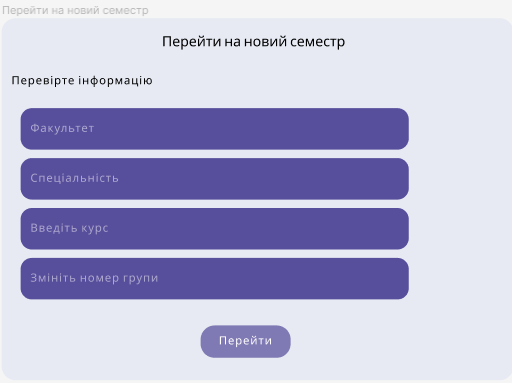 Перейти на новий семестр
Перейти на новий семестр
Перевірте інформацію
Факультет
Спеціальність
Введіть курс
Змініть номер групи
Перейти